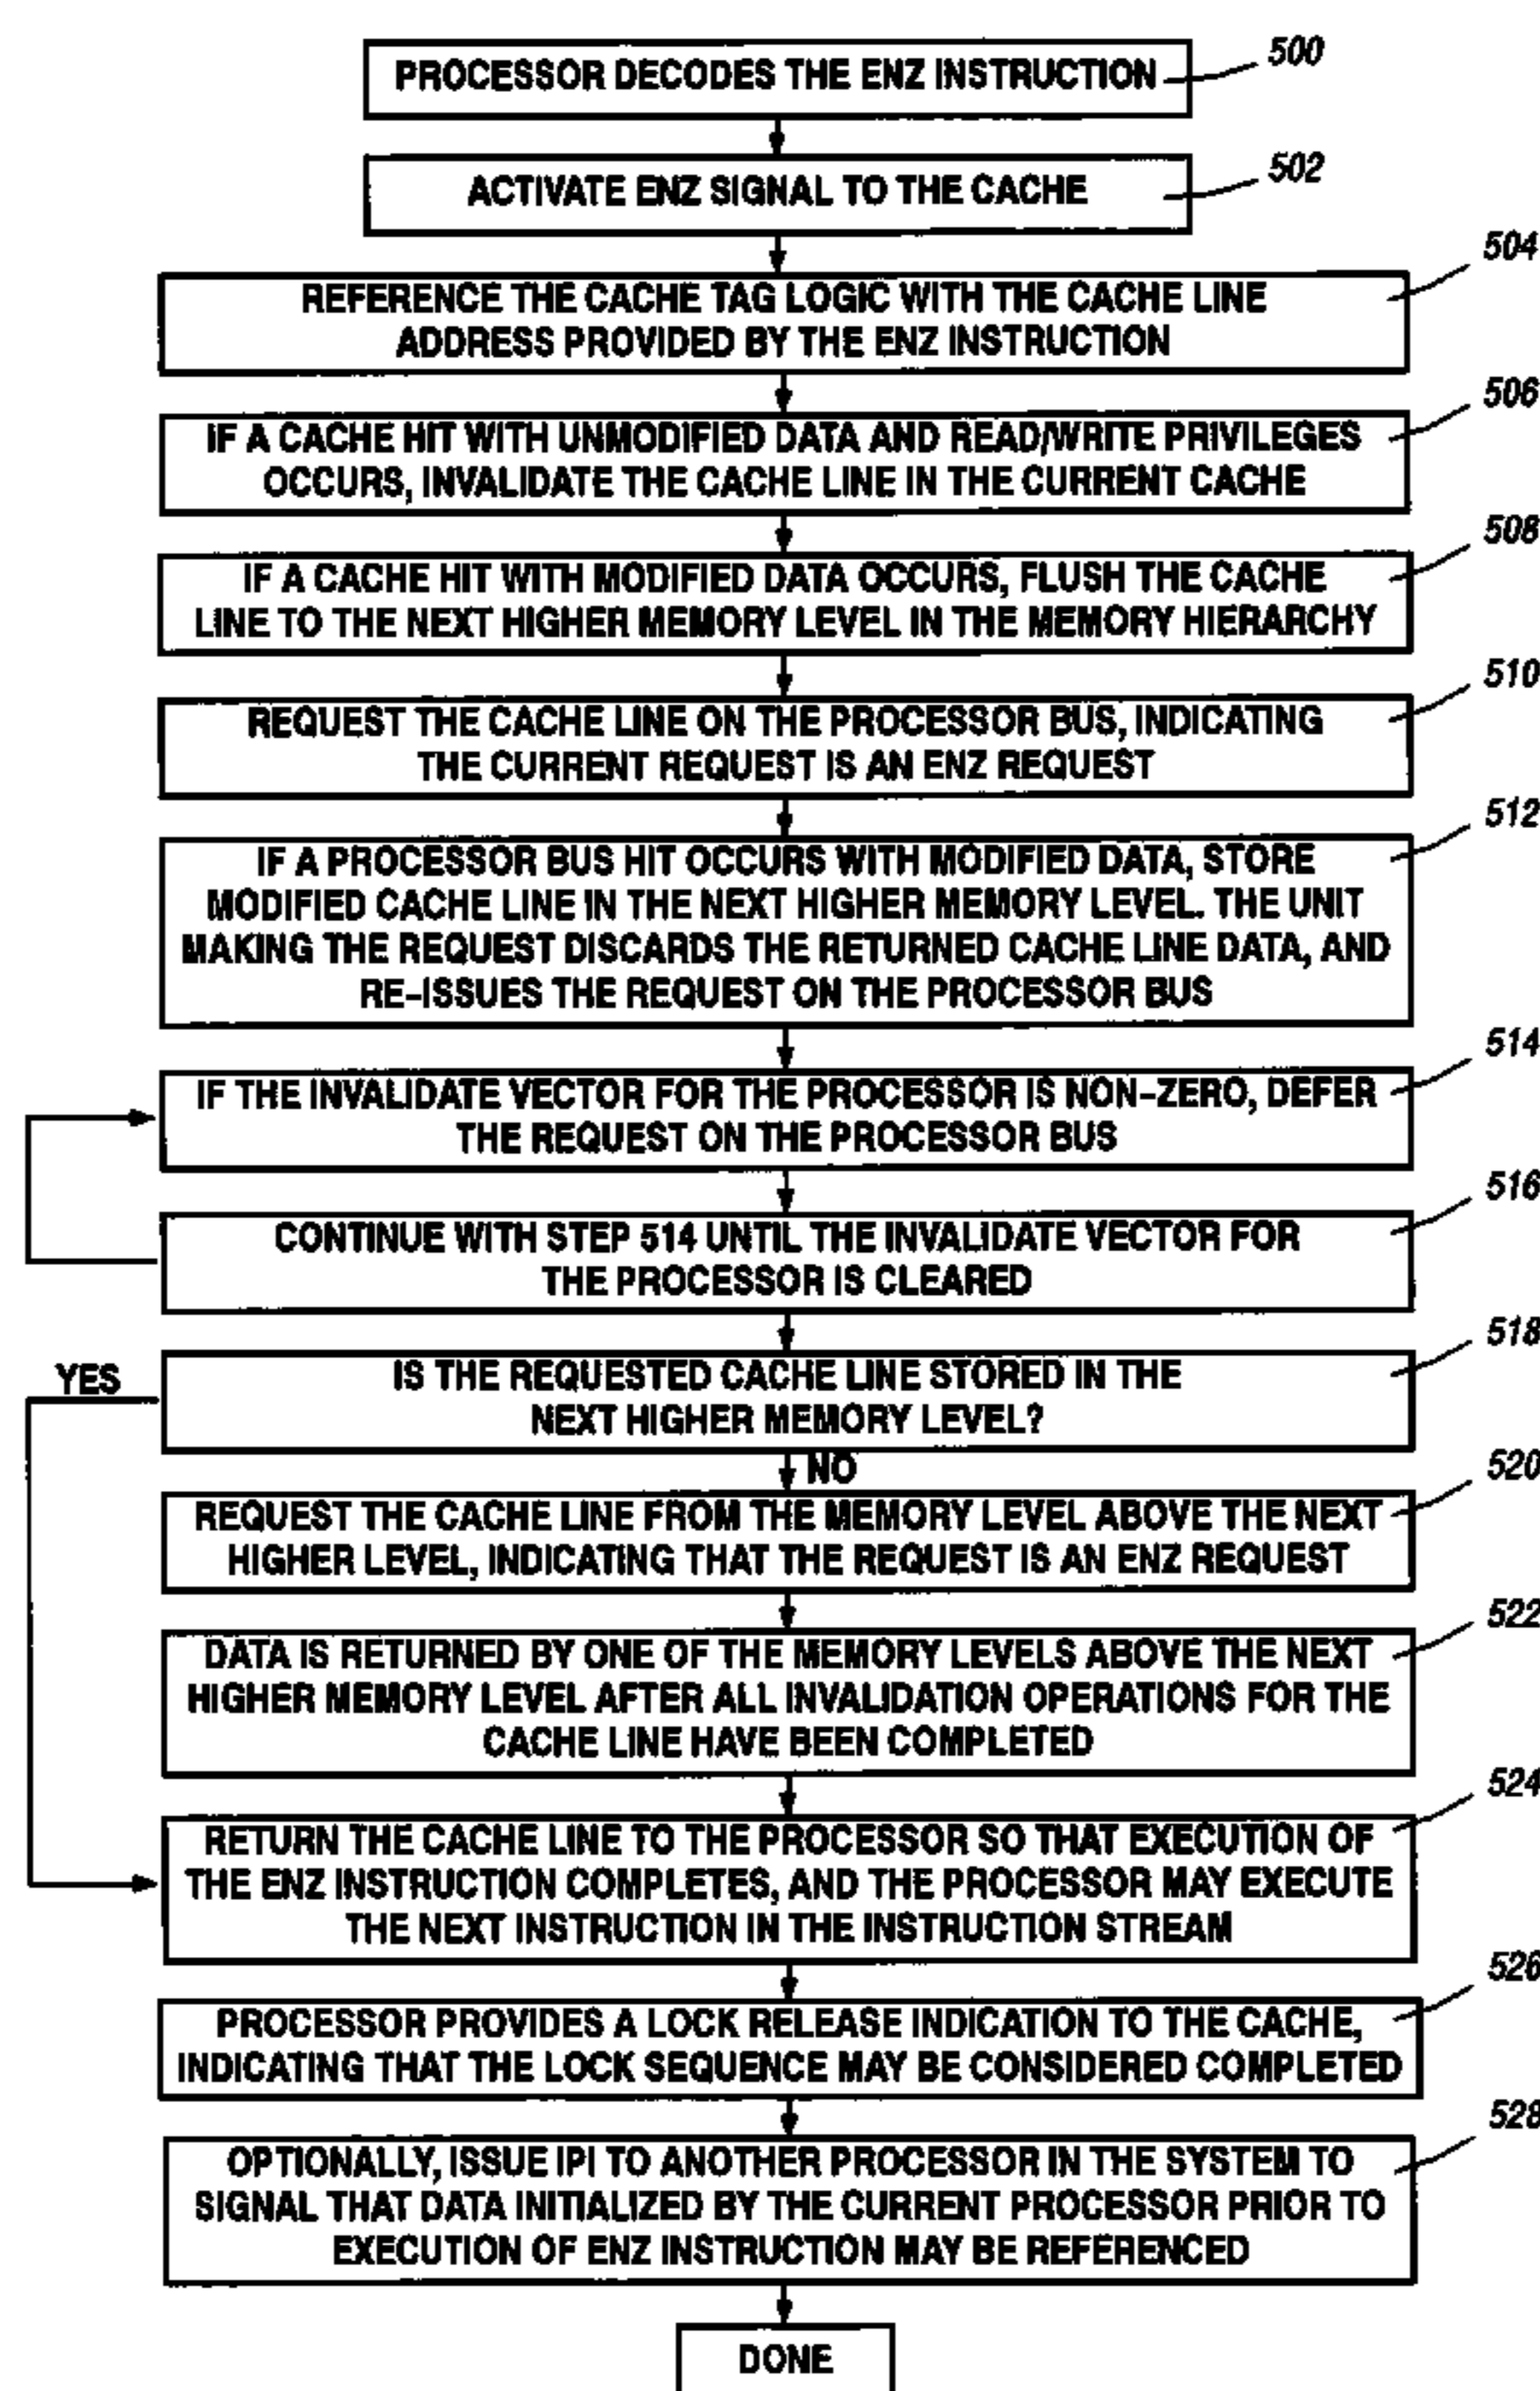 PROCESSOR DECODES THE ENZ INSTRUCTION
500
ACTIVATE ENZ SIGNAL TO THE CACHE
502
REFERENCE THE CACHE TAG LOGIC WITH THE CACHE LINE
ADDRESS PROVIDED BY THE ENZ INSTRUCTION
504
IF A CACHE HIT WITH UNMODIFIED DATA AND READ/WRITE PRIVILEGES
OCCURS, INVALIDATE THE CACHE LINE IN THE CURRENT CACHE
506
IF A CACHE HIT WITH MODIFIED DATA OCCURS, FLUSH THE CACHE
LINE TO THE NEXT HIGHER MEMORY LEVEL IN THE MEMORY HIERARCHY
508
REQUEST THE CACHE LINE ON THE PROCESSOR BUS, INDICATING
THE CURRENT REQUEST IS AN ENZ REQUEST
510
IF A PROCESSOR BUS HIT OCCURS WITH MODIFIED DATA, STORE
MODIFIED CACHE LINE IN THE NEXT HIGHER MEMORY LEVEL. THE UNIT
MAKING THE REQUEST DISCARDS THE RETURNED CACHE LINE DATA, AND
RE-ISSUES THE REQUEST ON THE PROCESSOR BUS
512
IF THE INVALIDATE VECTOR FOR THE PROCESSOR IS NON-ZERO, DEFER
THE REQUEST ON THE PROCESSOR BUS
514
CONTINUE WITH STEP 514 UNTIL THE INVALIDATE VECTOR FOR
THE PROCESSOR IS CLEARED
516
IS THE REQUESTED CACHE LINE STORED IN THE
NEXT HIGHER MEMORY LEVEL?
518
YES
NO
REQUEST THE CACHE LINE FROM THE MEMORY LEVEL ABOVE THE NEXT
HIGHER LEVEL, INDICATING THAT THE REQUEST IS AN ENZ REQUEST
520
DATA IS RETURNED BY ONE OF THE MEMORY LEVELS ABOVE THE NEXT
HIGHER MEMORY LEVEL AFTER ALL INVALIDATION OPERATIONS FOR THE
CACHE LINE HAVE BEEN COMPLETED
522
RETURN THE CACHE LINE TO THE PROCESSOR SO THAT EXECUTION OF
THE ENZ INSTRUCTION COMPLETES, AND THE PROCESSOR MAY EXECUTE
THE NEXT INSTRUCTION IN THE INSTRUCTION STREAM
524
PROCESSOR PROVIDES A LOCK RELEASE INDICATION TO THE CACHE,
INDICATING THAT THE LOCK SEQUENCE MAY BE CONSIDERED COMPLETED
526
OPTIONALLY, ISSUE IPI TO ANOTHER PROCESSOR IN THE SYSTEM TO
SIGNAL THAT DATA INITIALIZED BY THE CURRENT PROCESSOR PRIOR TO
EXECUTION OF ENZ INSTRUCTION MAY BE REFERENCED
528
DONE